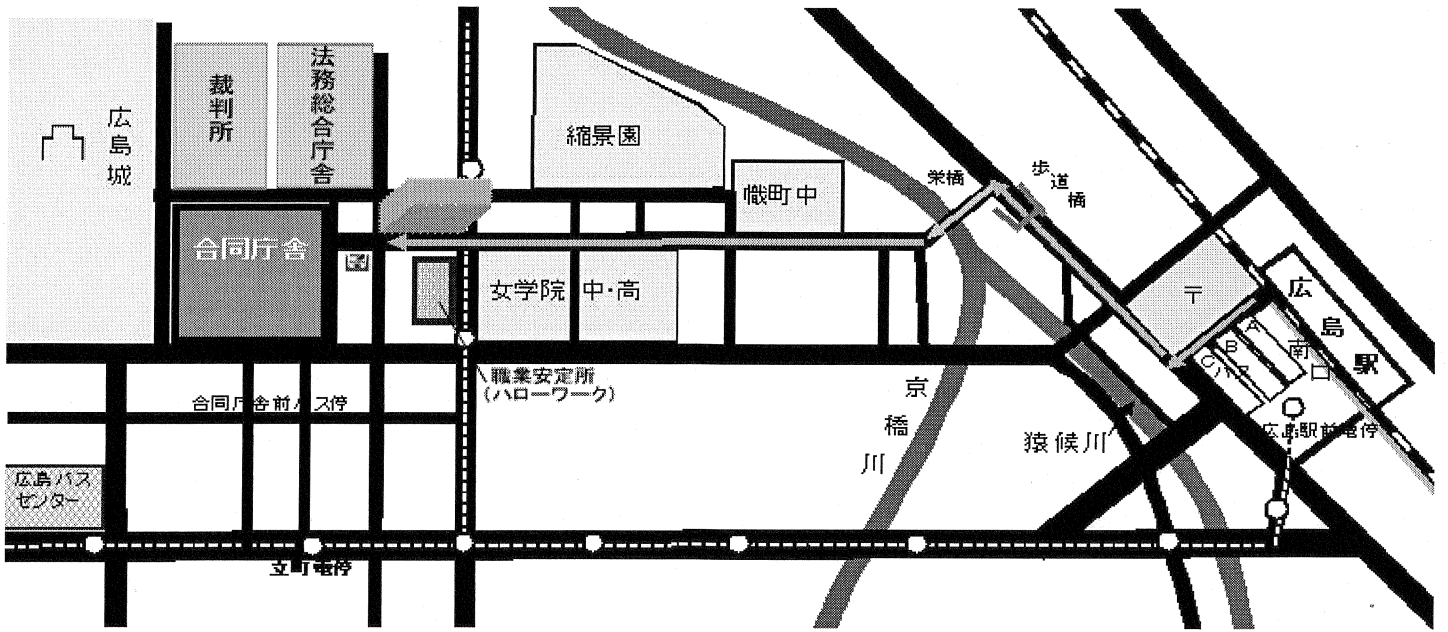 広島城
裁判所
法務総合庁舎
縮景園
幟町中
栄橋
歩道橋
合同庁舎
女学院 中・高
〒
広島駅
南口
A
B
C
バス
職業安定所
(ハローワーク)
合同庁舎前バス停
京橋川
猿候川
広島駅前電停
広島バス
センター
立町電停